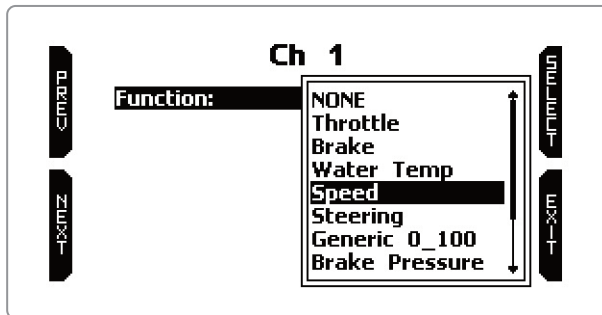 Ch 1
PREV
SELECT
Function:
NONE
Throttle
Brake
Water Temp
Speed
Steering
Generic 0_100
Brake Pressure
NEXT
EXIT